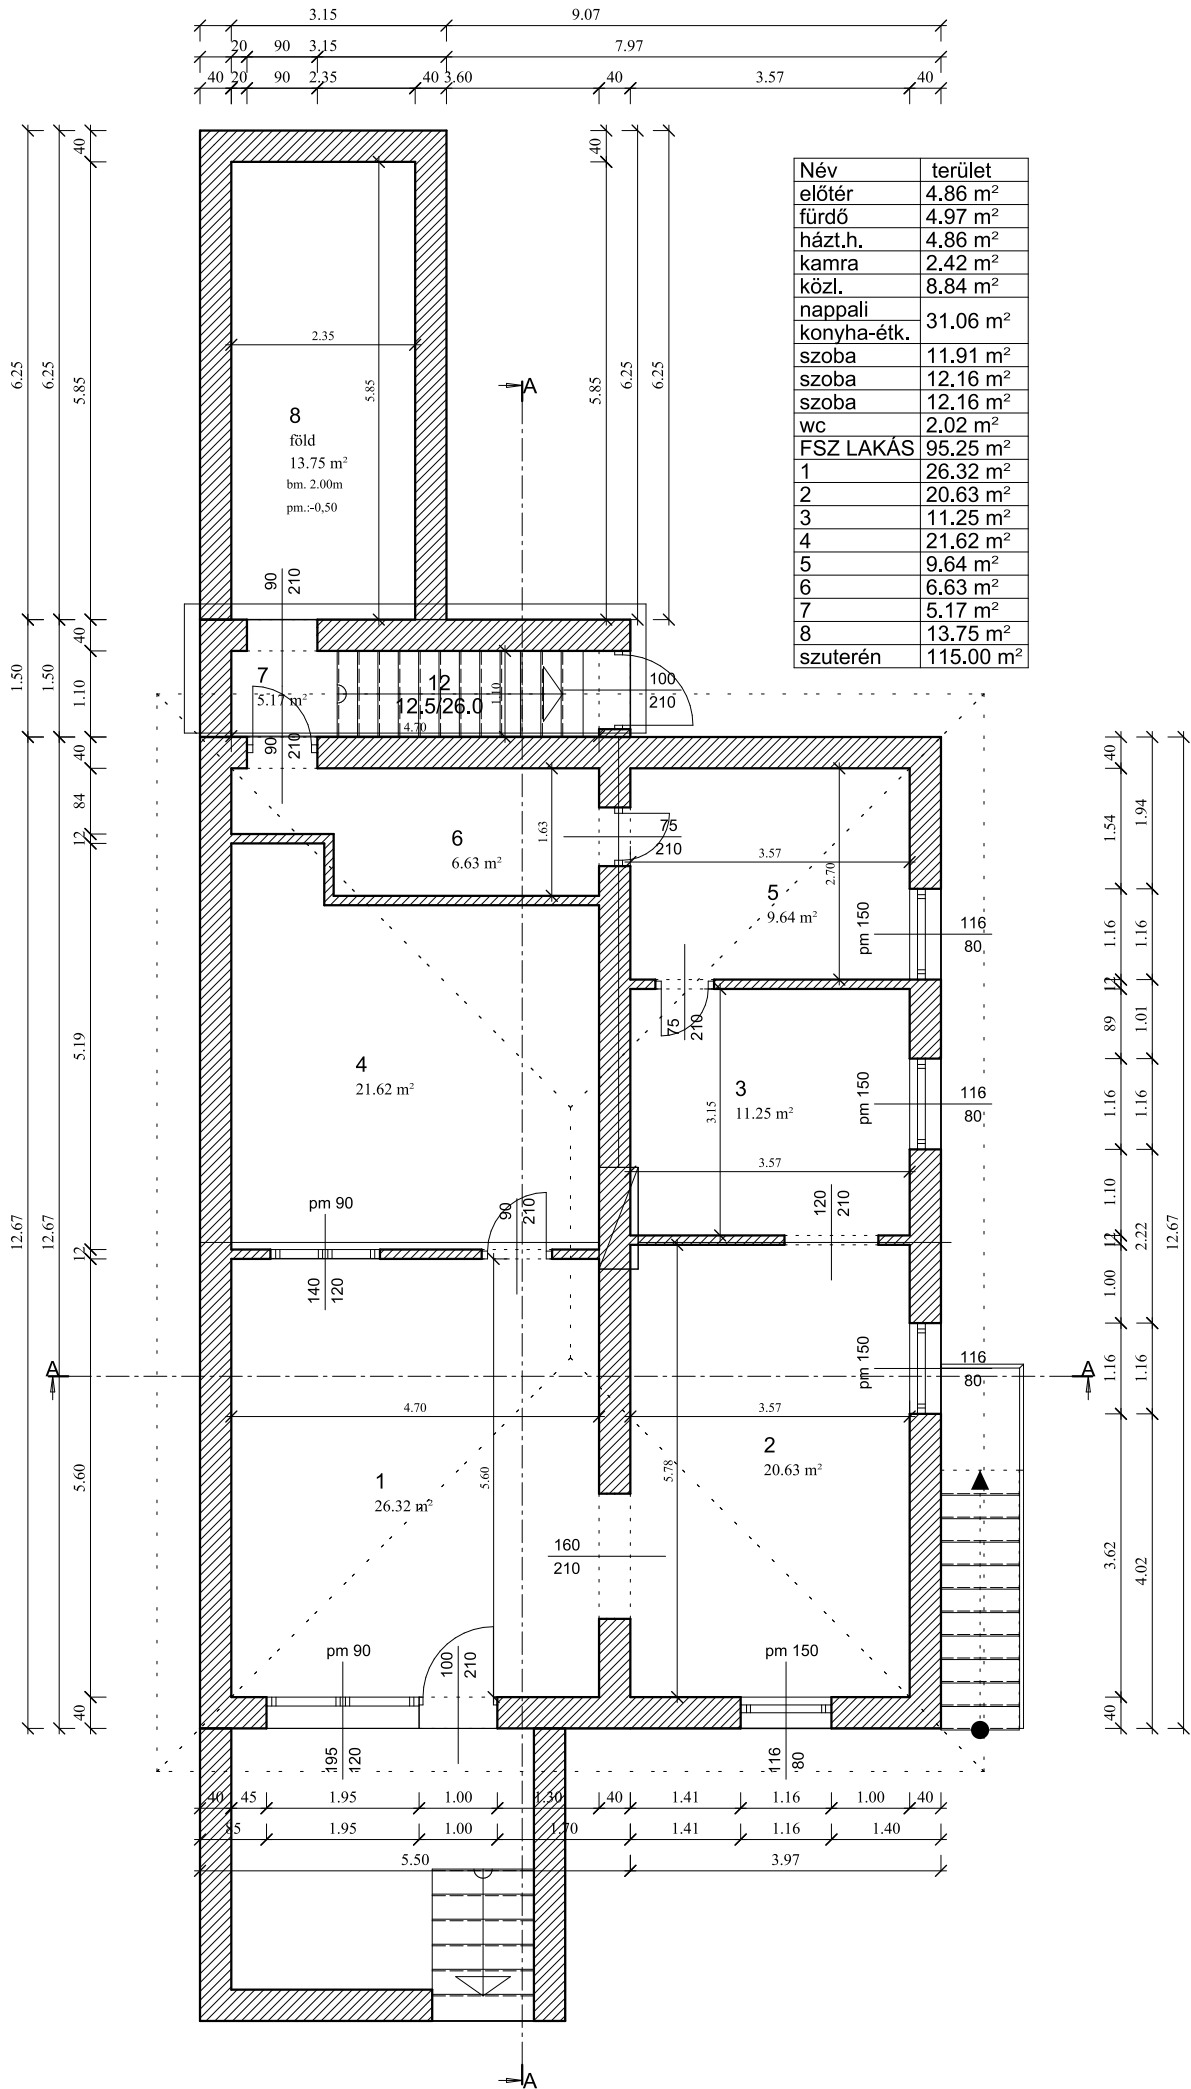 3.15 9.07
20 90 3.15 7.97
40 20 90 2.35 40 3.60 40 3.57 40
Név terület
előtér 4.86 m²
fürdő 4.97 m²
házt.h. 4.86 m²
kamra 2.42 m²
közl. 8.84 m²
nappali
konyha-étk. 31.06 m²
szoba 11.91 m²
szoba 12.16 m²
szoba 12.16 m²
wc 2.02 m²
FSZ LAKÁS 95.25 m²
1 26.32 m²
2 20.63 m²
3 11.25 m²
4 21.62 m²
5 9.64 m²
6 6.63 m²
7 5.17 m²
8 13.75 m²
szuterén 115.00 m²
40
40
6.25
6.25
5.85
2.35
5.85
5.85
6.25
6.25
A
8
föld
13.75 m²
bm. 2.00m
pm.:-0,50
90
210
40
1.50
1.50
1.10
7
5.17 m²
12
12.5/26.0
4.70
1.10
100
210
90
210
40
84
12
6
6.63 m²
1.63
75
210
3.57
2.70
5
9.64 m²
pm 150
116
80
40
1.54
1.94
1.16
1.16
12
89
1.01
75
210
5.19
4
21.62 m²
3
11.25 m²
3.15
3.57
pm 150
116
80
1.16
1.16
1.10
12
2.22
1.00
12.67
12.67
12.67
pm 90
90
210
120
210
12
140
120
pm 150
116
80
1.16
1.16
A
A
4.70
3.57
1
26.32 m²
5.60
5.60
2
20.63 m²
5.78
160
210
3.62
4.02
pm 90
100
210
pm 150
40
40
195
120
116
80
40 45 1.95 1.00 1.30 40 1.41 1.16 1.00 40
85 1.95 1.00 1.70 1.41 1.16 1.40
5.50 3.97
A